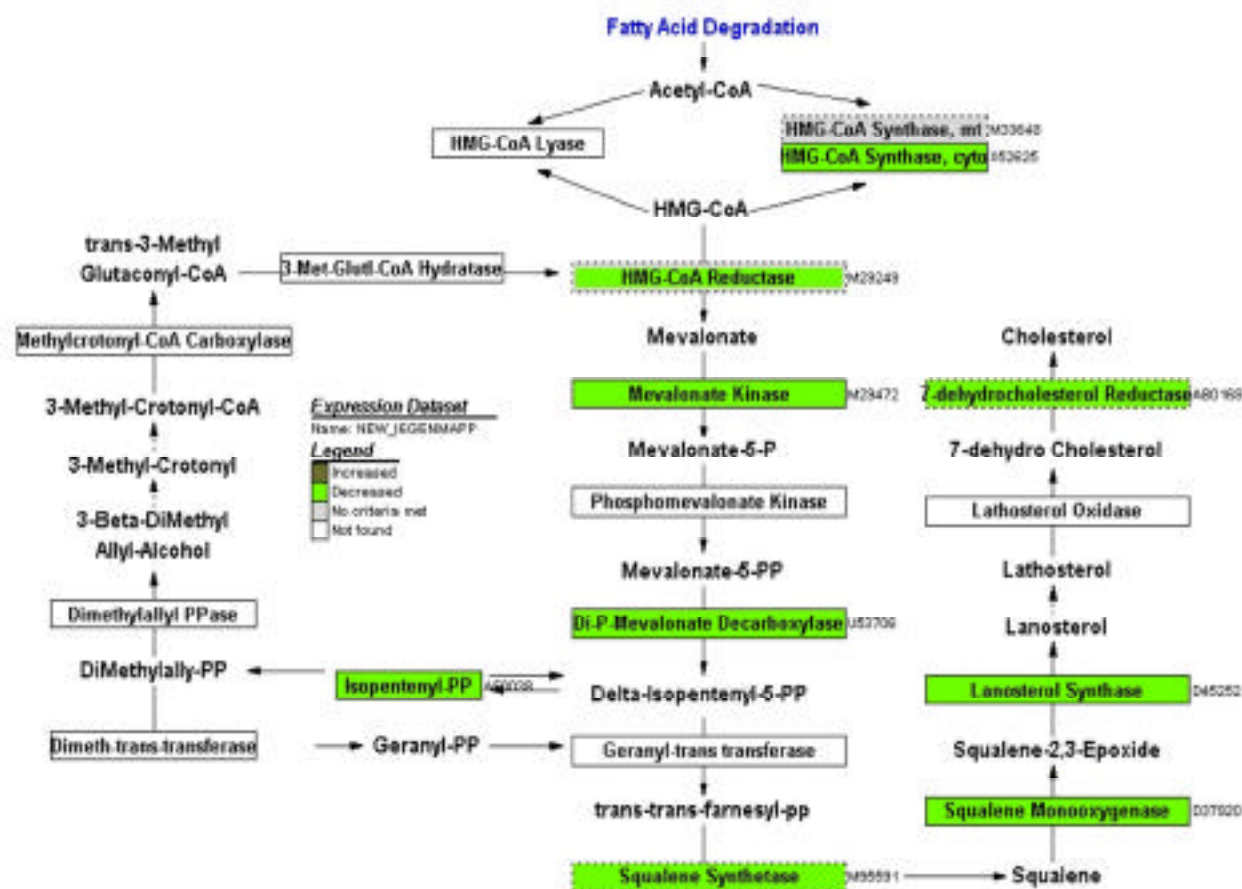 Fatty Acid Degradation
Acetyl-CoA
HMG-CoA Lyase
HMG-CoA Synthase, mt
HMG-CoA Synthase, cyto
HMG-CoA
trans-3-Methyl
Glutaconyl-CoA
3-Met-Glutl-CoA Hydratase
HMG-CoA Reductase M29249
Methylcrotonyl-CoA Carboxylase
Mevalonate
Cholesterol
Mevalonate Kinase M29472
7-dehydrocholesterol Reductase
3-Methyl-Crotonyl-CoA
Expression Dataset
Name: NEW_IEGENMAPP
Legend
Increased
Decreased
No criteria met
Not found
Mevalonate-5-P
7-dehydro Cholesterol
3-Methyl-Crotonyl
Phosphomevalonate Kinase
Lathosterol Oxidase
3-Beta-DiMethyl
Allyl-Alcohol
Mevalonate-5-PP
Lathosterol
Dimethylallyl PPase
Di-P-Mevalonate Decarboxylase
Lanosterol
DiMethylally-PP
Isopentenyl-PP
Delta-Isopentenyl-5-PP
Lanosterol Synthase D45252
Dimeth-trans-transferase
Geranyl-PP
Geranyl-trans transferase
Squalene-2,3-Epoxide
trans-trans-farnesyl-pp
Squalene Monooxygenase D37920
Squalene Synthetase
Squalene